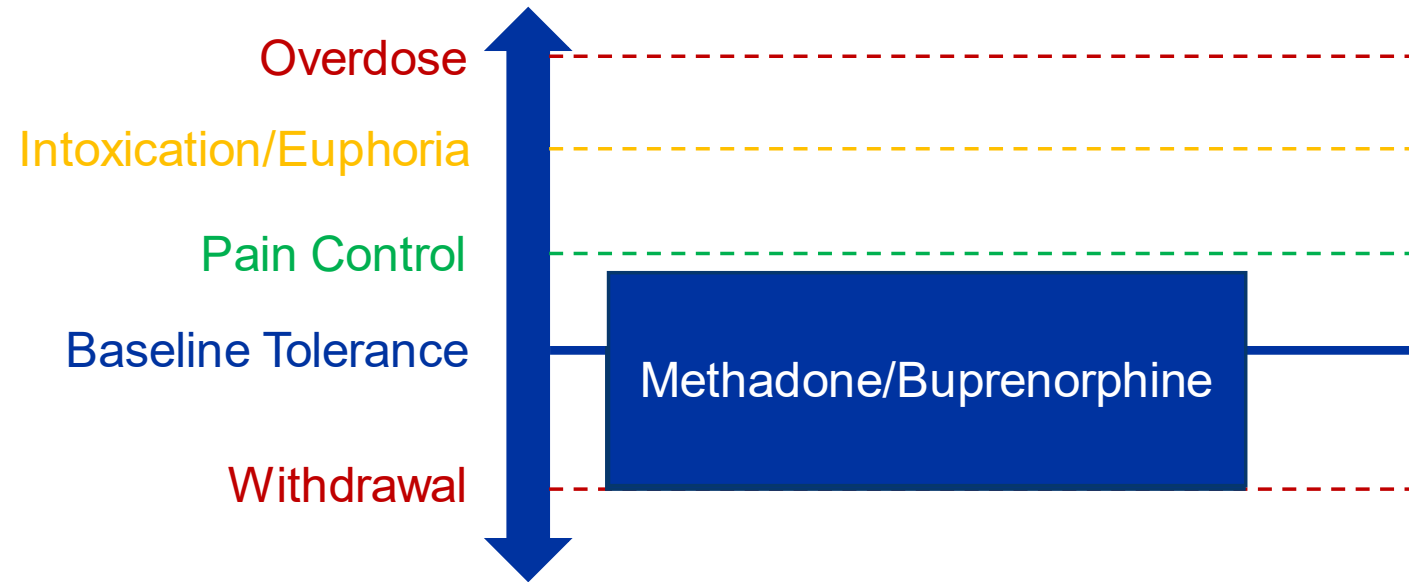 Overdose
Intoxication/Euphoria
Pain Control
Baseline Tolerance
Methadone/Buprenorphine
Withdrawal